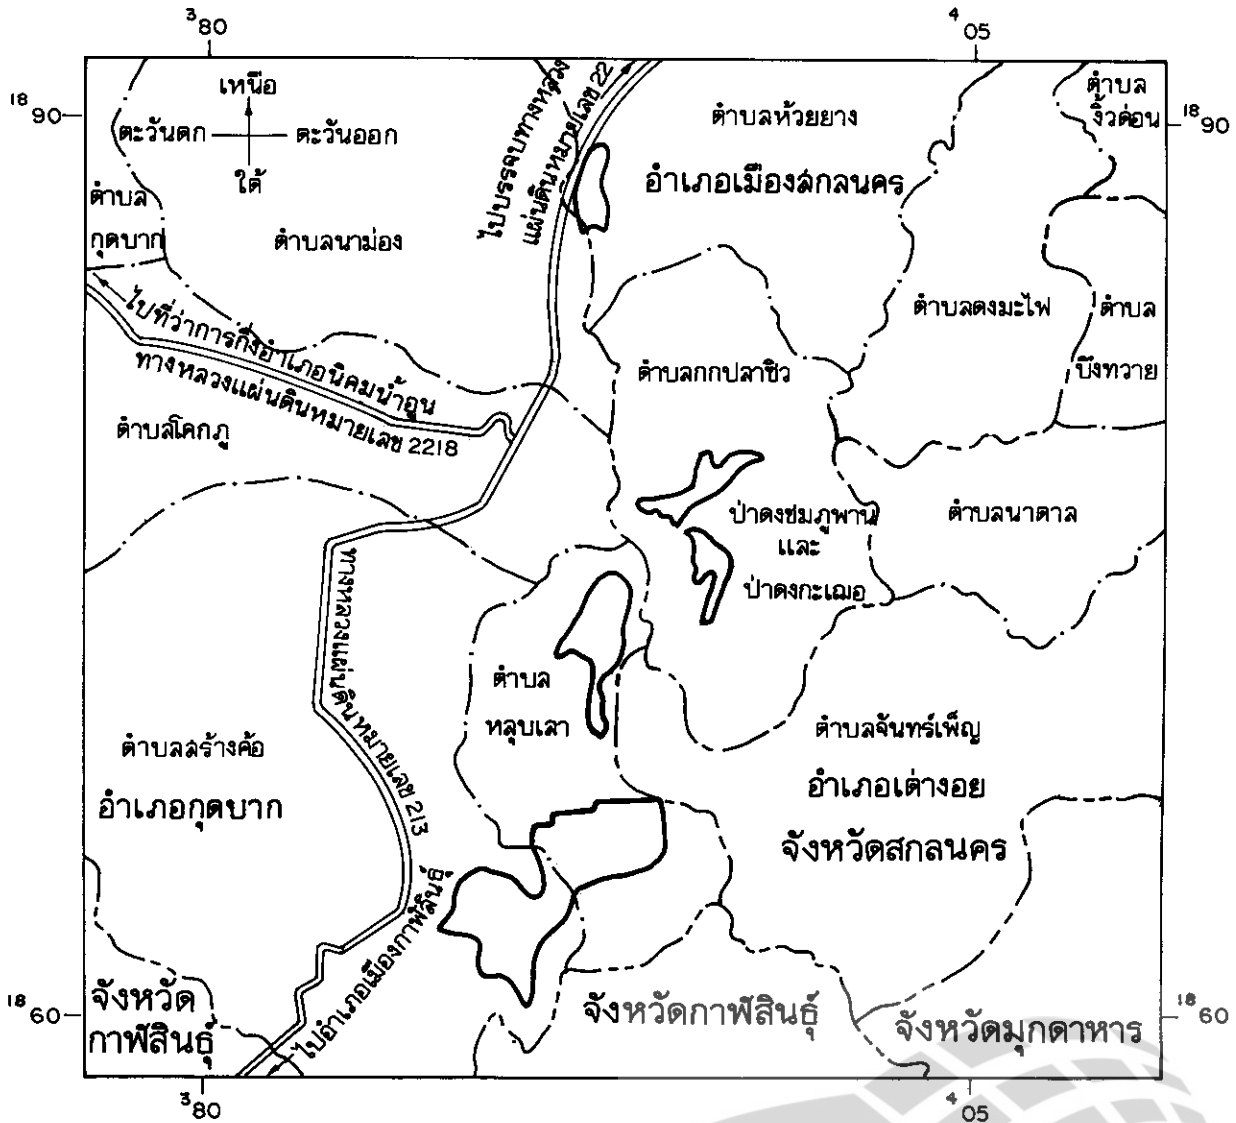 ³80
⁴05
¹⁸90
¹⁸90
เหนือ
ตะวันตก
ตะวันออก
ใต้
ไปบรรจบทางหลวง
แผ่นดินหมายเลข 22
ตำบลห้วยยาง
อำเภอเมืองสกลนคร
ตำบล
งิ้วด่อน
ตำบล
กุดบาก
ตำบลนาม่อง
ไปที่ว่าการกิ่งอำเภอนิคมน้ำอูน
ทางหลวงแผ่นดินหมายเลข 2218
ตำบลโคกภู
ตำบลกกปลาซิว
ตำบลดงมะไฟ
ตำบล
บึงทวาย
ป่าดงชมภูพาน
และ
ป่าดงกะเฌอ
ตำบลนาตาล
ทางหลวงแผ่นดินหมายเลข 213
ตำบล
หลุบเลา
ตำบลสร้างค้อ
อำเภอกุดบาก
ตำบลจันทร์เพ็ญ
อำเภอเต่างอย
จังหวัดสกลนคร
ไปอำเภอเมืองกาฬสินธุ์
จังหวัด
กาฬสินธุ์
จังหวัดกาฬสินธุ์
จังหวัดมุกดาหาร
¹⁸60
¹⁸60
³80
⁴05